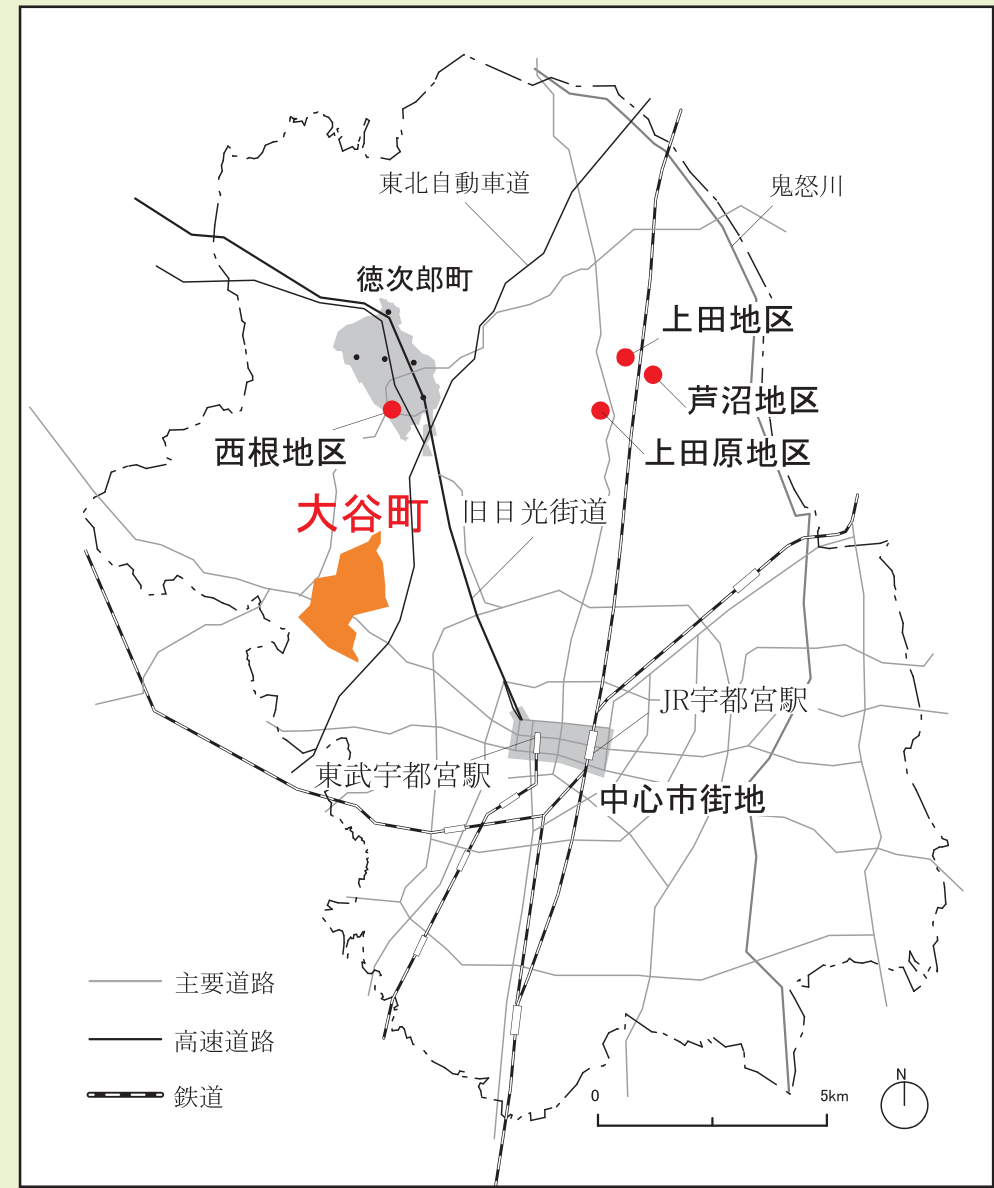 東北自動車道
鬼怒川
徳次郎町
上田地区
芦沼地区
上田原地区
西根地区
大谷町
旧日光街道
JR宇都宮駅
東武宇都宮駅
中心市街地
主要道路
高速道路
鉄道
0
5km
N